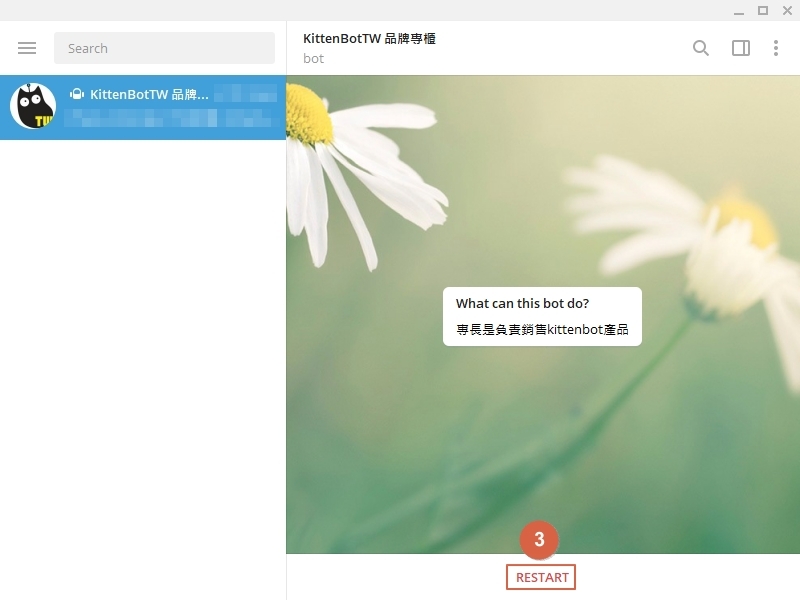 Search
KittenBotTW 品牌專櫃
bot
KittenBotTW 品牌...
TW
What can this bot do?
專長是負責銷售kittenbot產品
3
RESTART